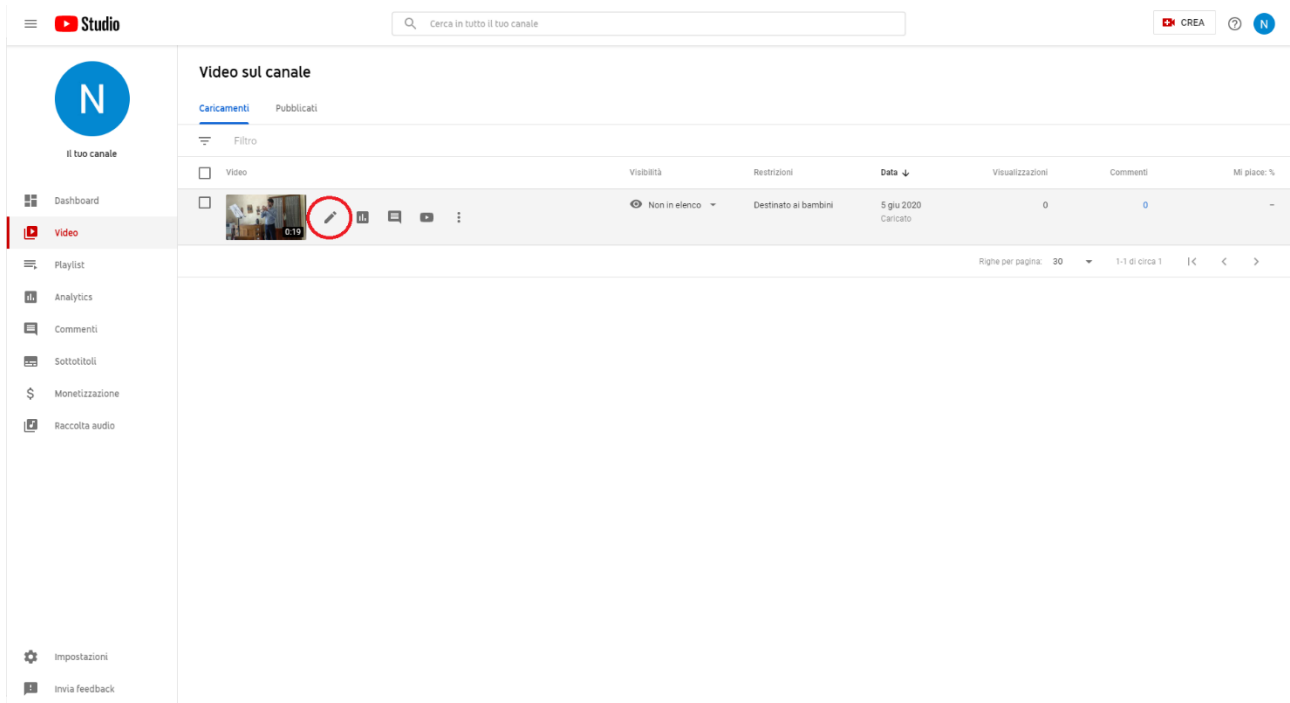 Studio
Cerca in tutto il tuo canale
CREA
N
N
Il tuo canale
Dashboard
Video
Playlist
Analytics
Commenti
Sottotitoli
Monetizzazione
Raccolta audio
Impostazioni
Invia feedback
Video sul canale
Caricamenti Pubblicati
Filtro
Video Visibilità Restrizioni Data Visualizzazioni Commenti Mi piace: %
0:19 Non in elenco Destinato ai bambini 5 giu 2020 0 0 –
Caricato
Righe per pagina: 30 1-1 di circa 1